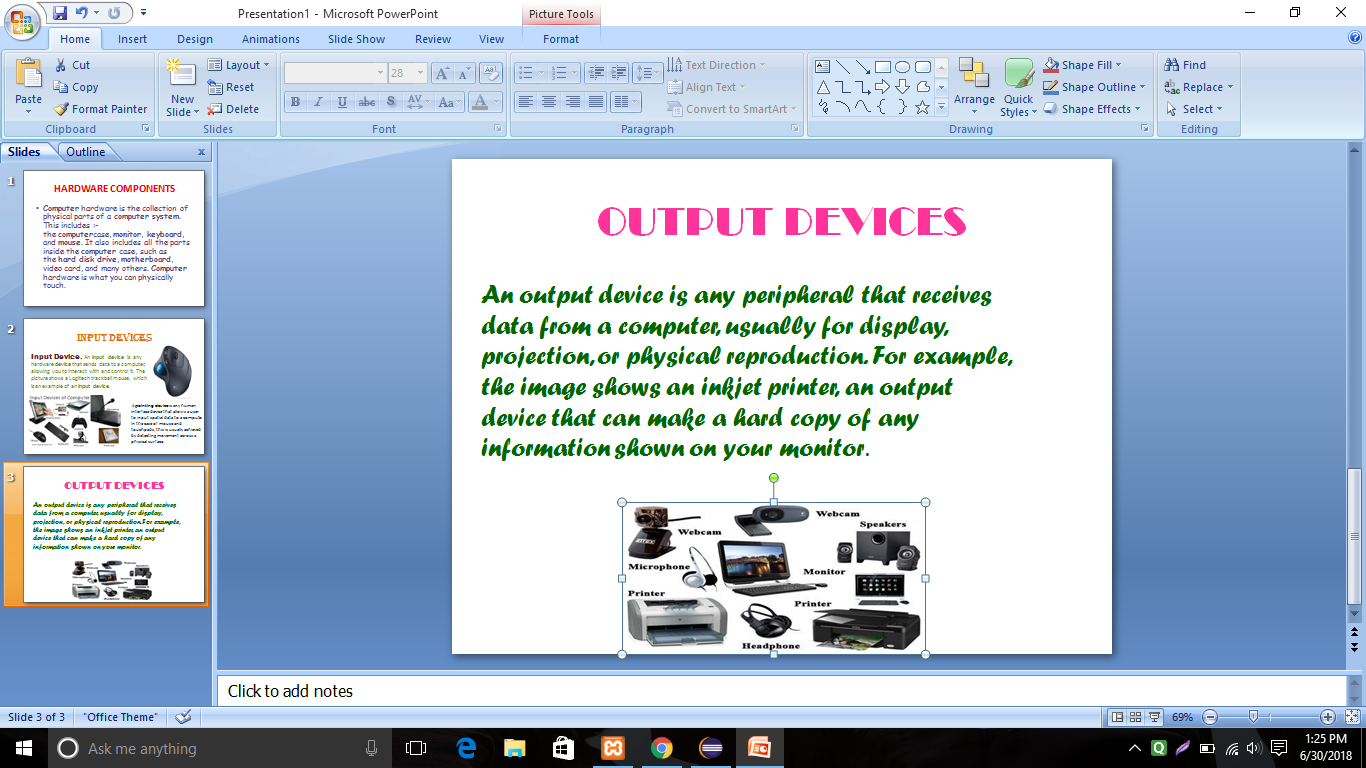 Presentation1 - Microsoft PowerPoint
Picture Tools
Home
Insert
Design
Animations
Slide Show
Review
View
Format
Paste
Cut
Copy
Format Painter
Clipboard
New
Slide
Layout
Reset
Delete
Slides
28
B I U abc S AV Aa A
Font
Text Direction
Align Text
Convert to SmartArt
Paragraph
Arrange
Quick
Styles
Shape Fill
Shape Outline
Shape Effects
Drawing
Find
Replace
Select
Editing
Slides
Outline
x
1
HARDWARE COMPONENTS
• Computer hardware is the collection of
physical parts of a computer system.
This includes :-
the computercase, monitor, keyboard,
and mouse. It also includes all the parts
inside the computer case, such as
the hard disk drive, motherboard,
video card, and many others. Computer
hardware is what you can physically
touch.
2
INPUT DEVICES
Input Device. An input device is any
hardware device that sends data to a computer,
allowing you to interact with and control it. The
picture shows a Logitech trackball mouse, which
is an example of an input device.
Input Devices of Computer
3
OUTPUT DEVICES
An output device is any peripheral that receives
data from a computer, usually for display,
projection, or physical reproduction. For example,
the image shows an inkjet printer, an output
device that can make a hard copy of any
information shown on your monitor.
OUTPUT DEVICES
An output device is any peripheral that receives
data from a computer, usually for display,
projection, or physical reproduction. For example,
the image shows an inkjet printer, an output
device that can make a hard copy of any
information shown on your monitor.
Webcam
Webcam
Speakers
Microphone
Monitor
Printer
Printer
Headphone
Click to add notes
Slide 3 of 3
"Office Theme"
69%
Ask me anything
1:25 PM
6/30/2018